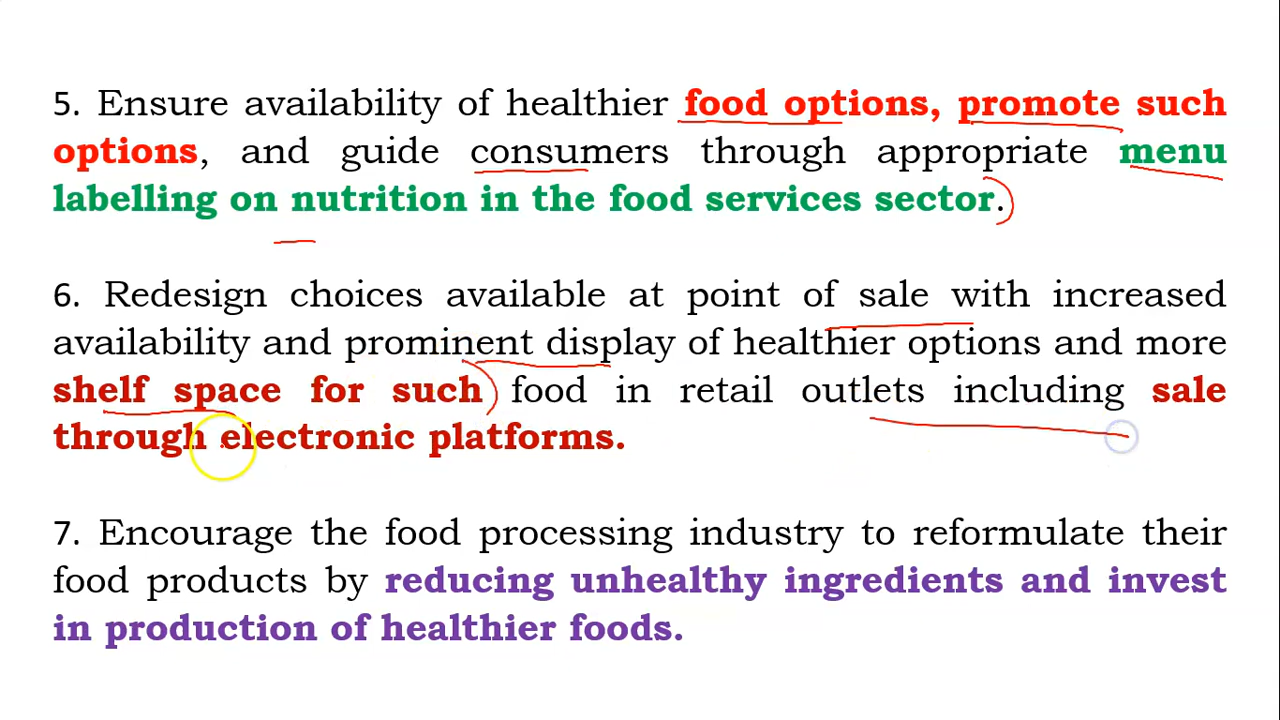 5. Ensure availability of healthier food options, promote such
options, and guide consumers through appropriate menu
labelling on nutrition in the food services sector.
6. Redesign choices available at point of sale with increased
availability and prominent display of healthier options and more
shelf space for such food in retail outlets including sale
through electronic platforms.
7. Encourage the food processing industry to reformulate their
food products by reducing unhealthy ingredients and invest
in production of healthier foods.